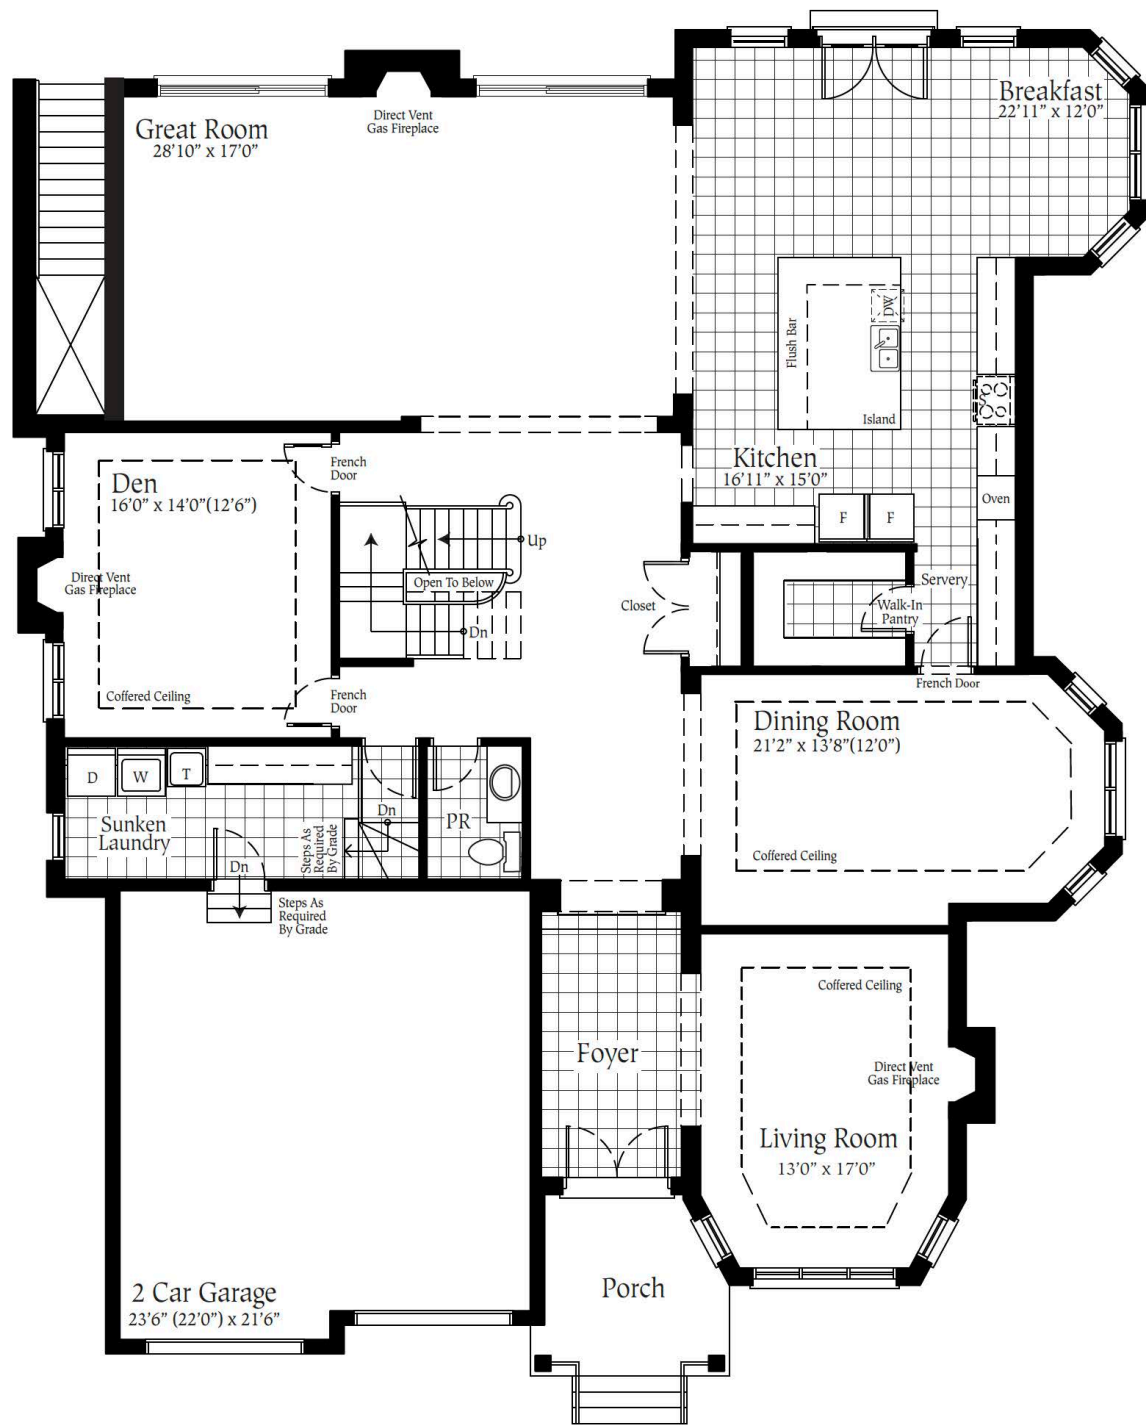 Breakfast
22'11" x 12'0"
Direct Vent
Gas Fireplace
Great Room
28'10" x 17'0"
DW
Flush Bar
S
Island
Kitchen
16'11" x 15'0"
French
Door
Den
16'0" x 14'0"(12'6")
Oven
F
F
Up
Direct Vent
Gas Fireplace
Open To Below
Servery
Closet
Walk-In
Pantry
Dn
French Door
Coffered Ceiling
French
Door
Dining Room
21'2" x 13'8"(12'0")
D
W
T
Dn
PR
Sunken
Laundry
Steps As
Required
By Grade
Coffered Ceiling
Dn
Steps As
Required
By Grade
Coffered Ceiling
Foyer
Direct Vent
Gas Fireplace
Living Room
13'0" x 17'0"
Porch
2 Car Garage
23'6" (22'0") x 21'6"